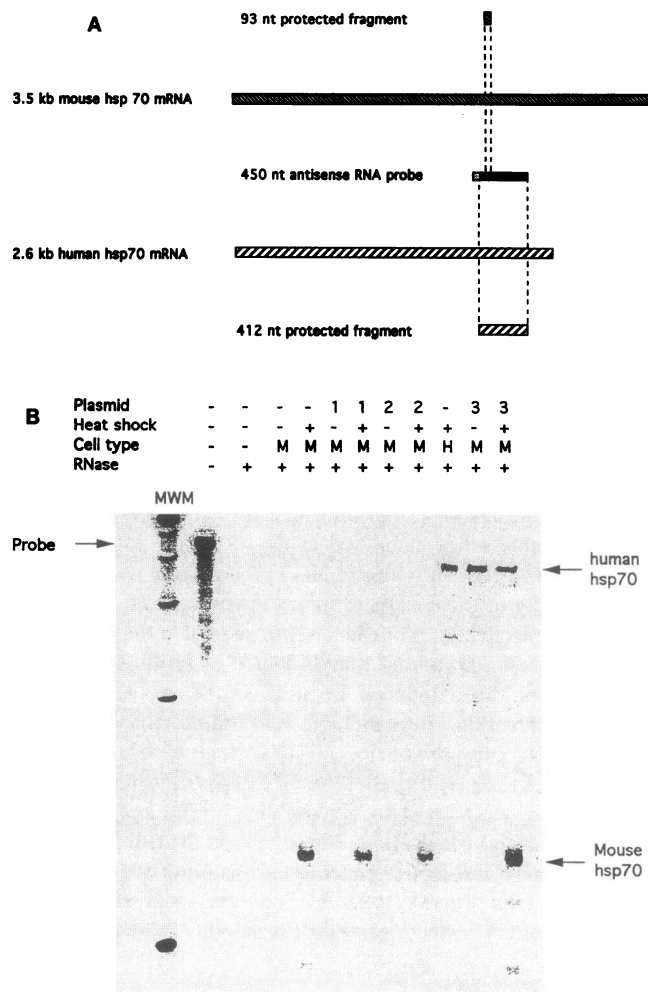 A
93 nt protected fragment
3.5 kb mouse hsp 70 mRNA
450 nt antisense RNA probe
2.6 kb human hsp70 mRNA
412 nt protected fragment
B
Plasmid - - - - 1 1 2 2 - 3 3
Heat shock - - - + - + - + + - +
Cell type - - M M M M M M H M M
RNase - + + + + + + + + + +
MWM
Probe
human
hsp70
Mouse
hsp70